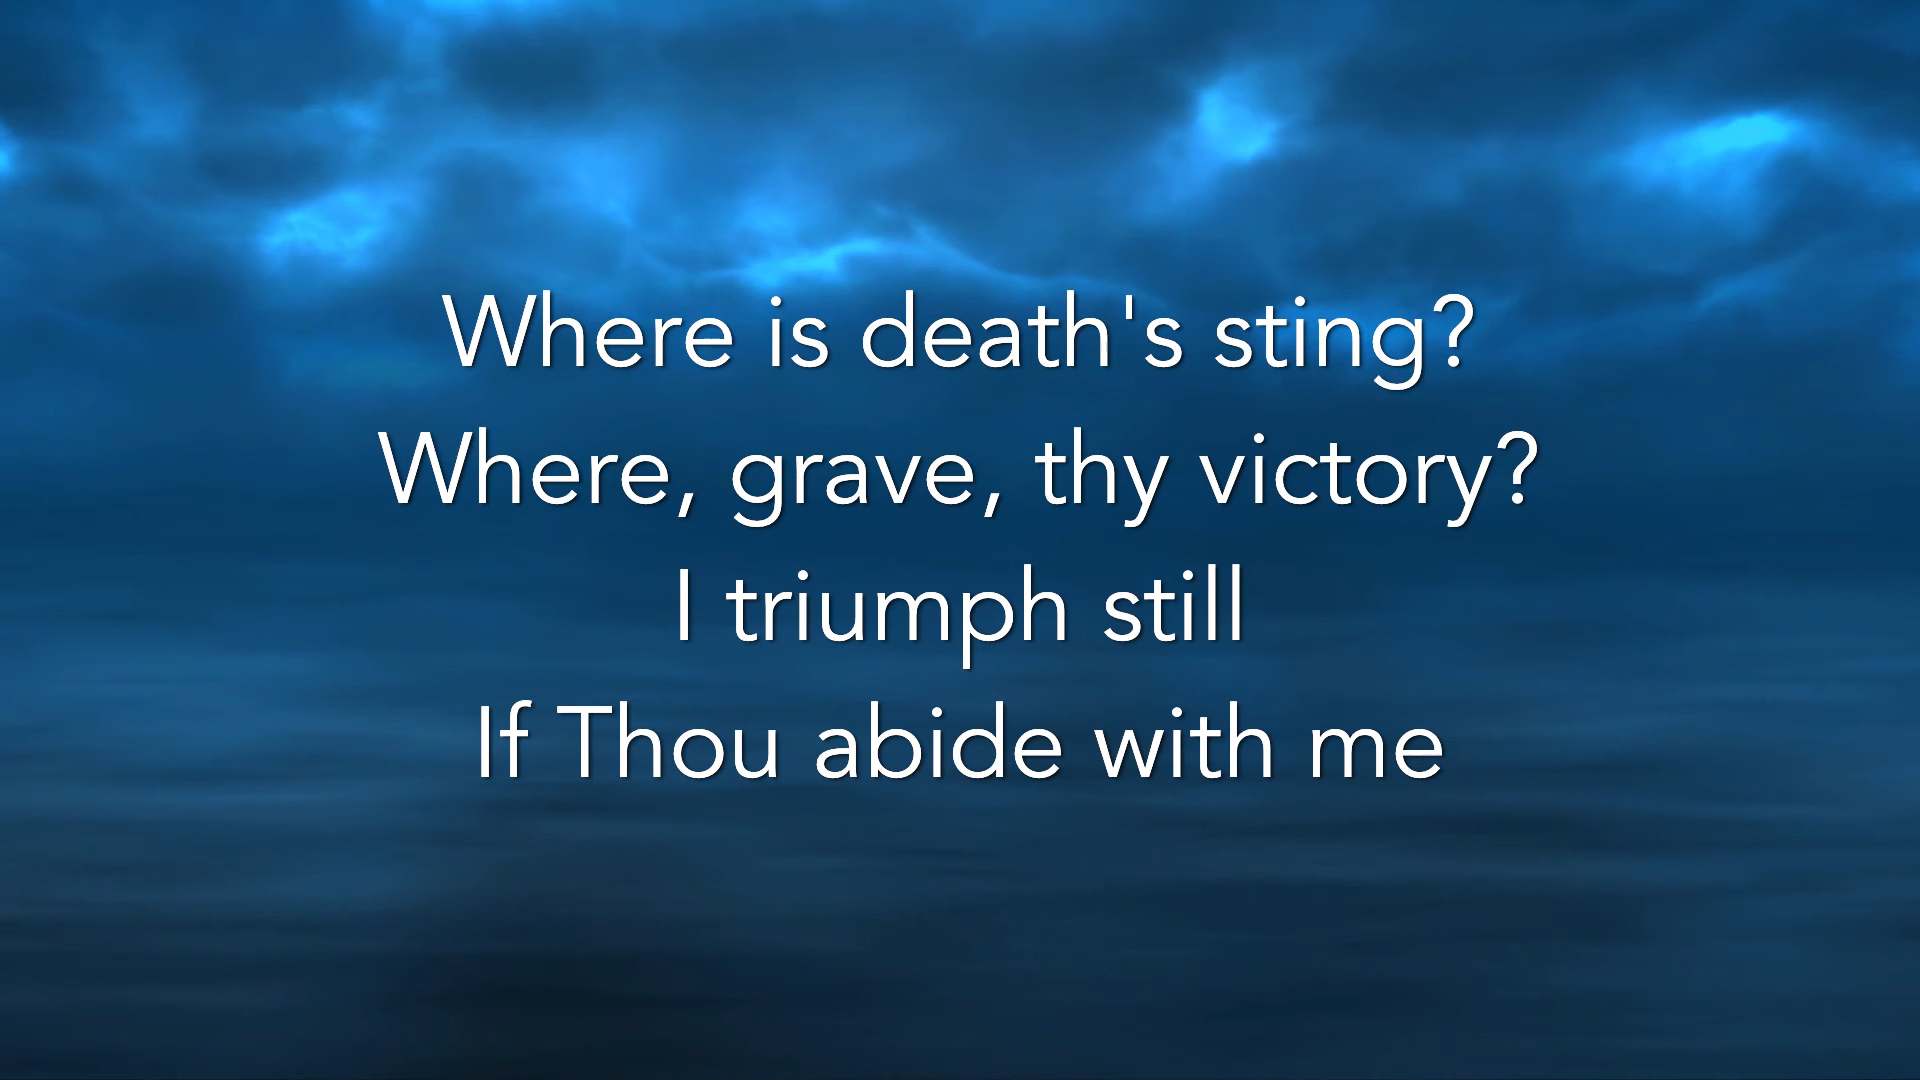 Where is death's sting?
Where, grave, thy victory?
I triumph still
If Thou abide with me